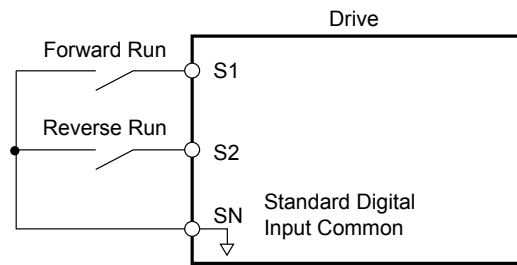 Drive
Forward Run
S1
Reverse Run
S2
SN
Standard Digital
Input Common